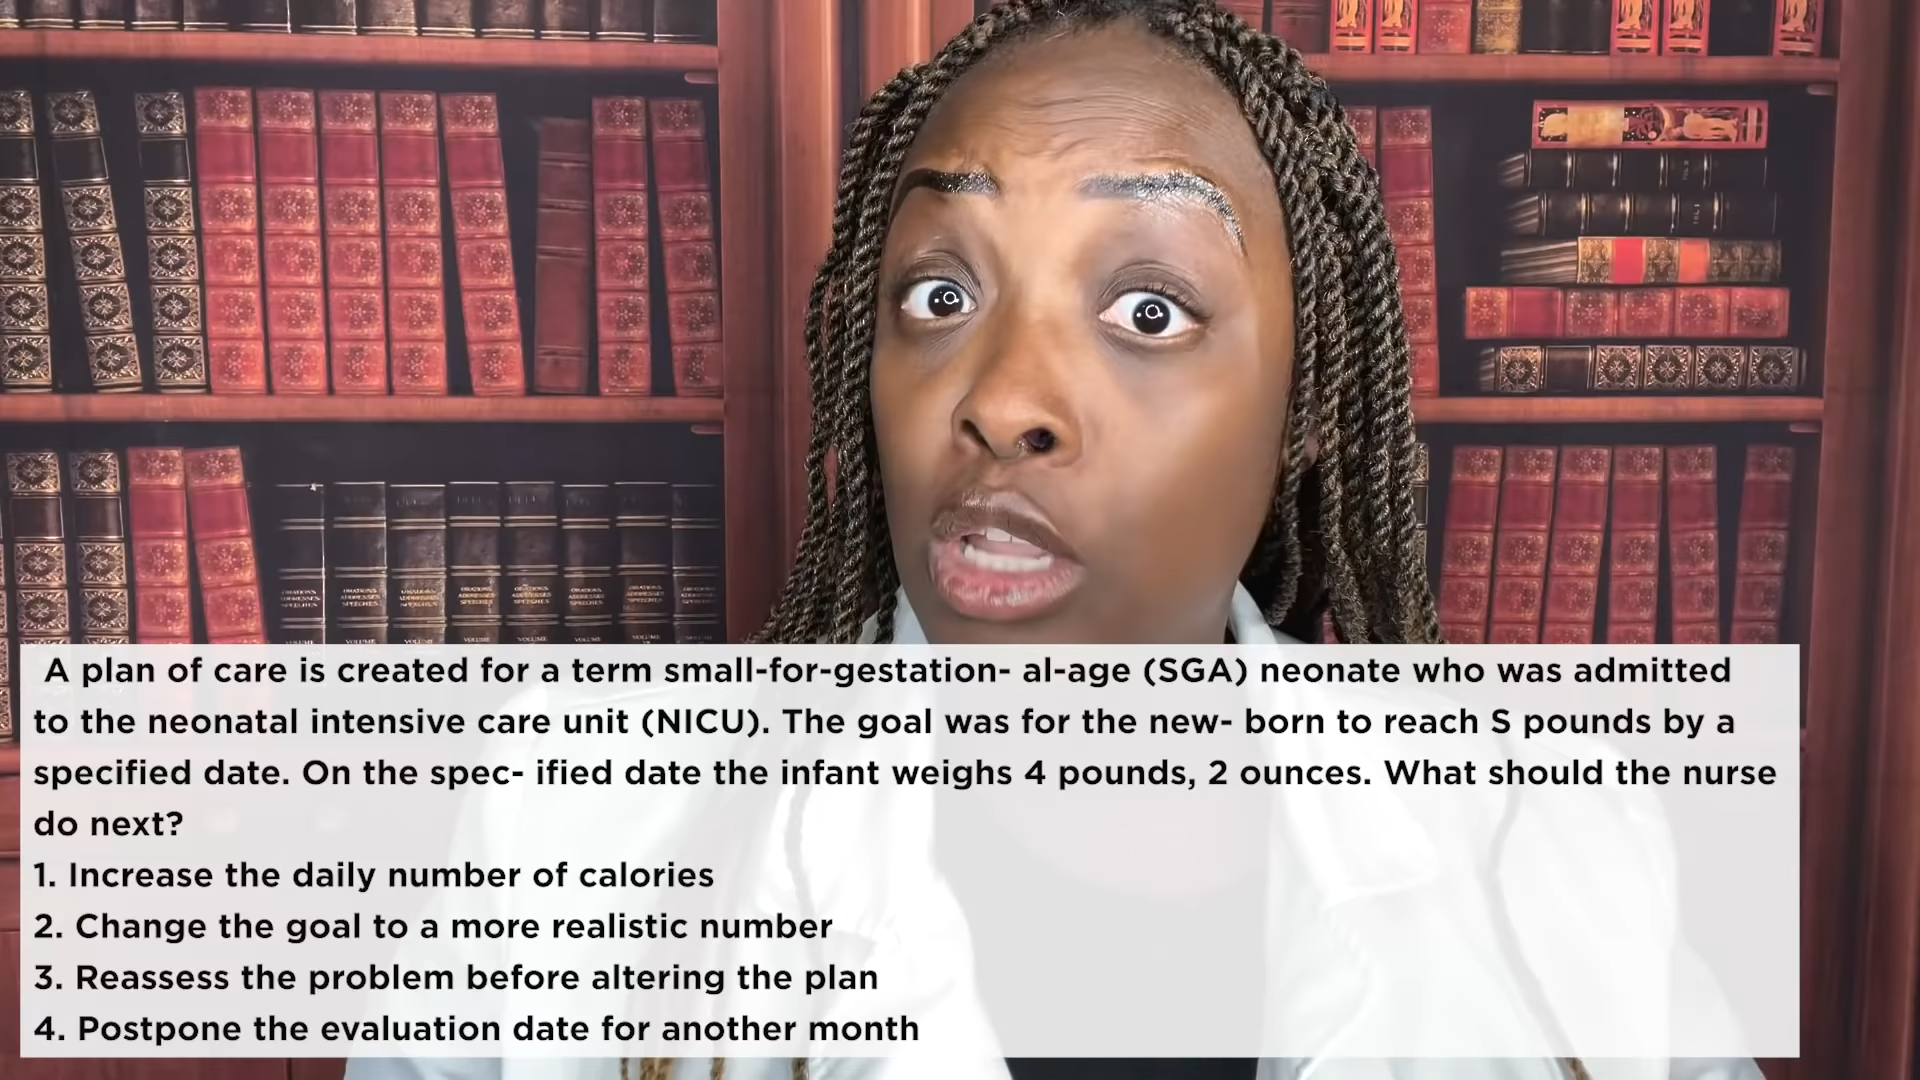 A plan of care is created for a term small-for-gestation- al-age (SGA) neonate who was admitted
to the neonatal intensive care unit (NICU). The goal was for the new- born to reach S pounds by a
specified date. On the spec- ified date the infant weighs 4 pounds, 2 ounces. What should the nurse
do next?
1. Increase the daily number of calories
2. Change the goal to a more realistic number
3. Reassess the problem before altering the plan
4. Postpone the evaluation date for another month